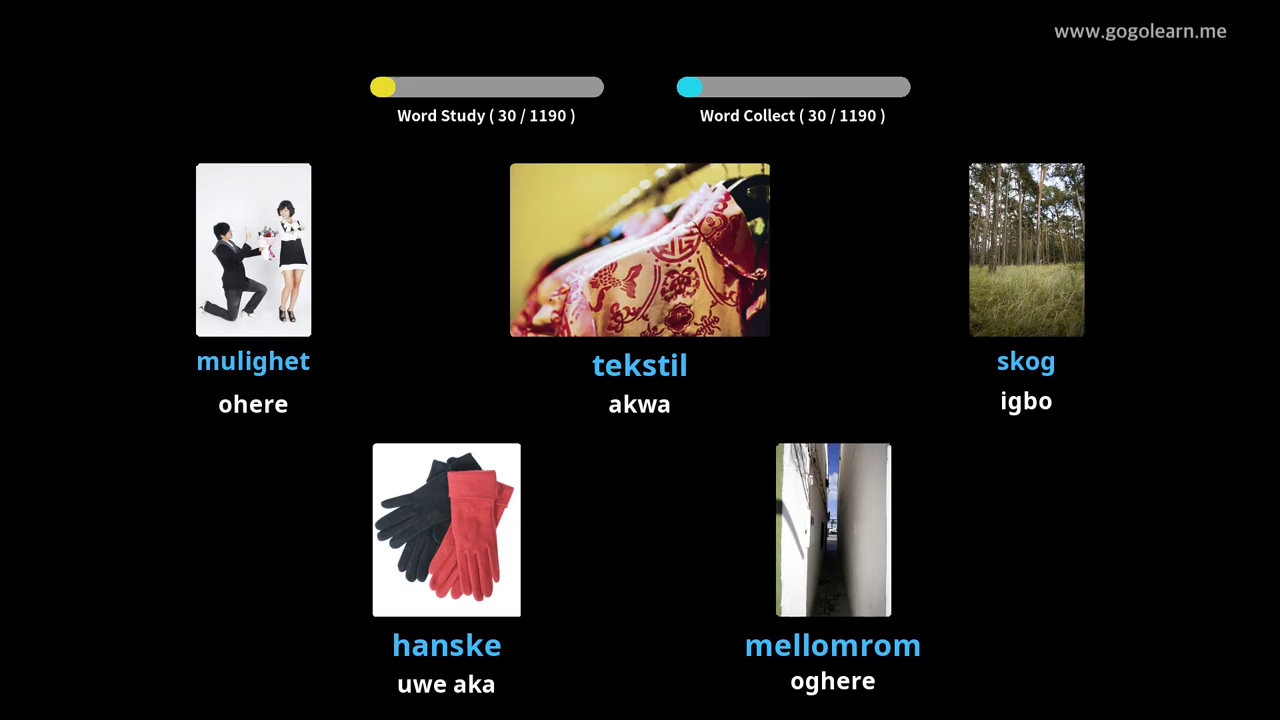 www.gogolearn.me
Word Study ( 30 / 1190 )
Word Collect ( 30 / 1190 )
mulighet
ohere
tekstil
akwa
skog
igbo
hanske
uwe aka
mellomrom
oghere